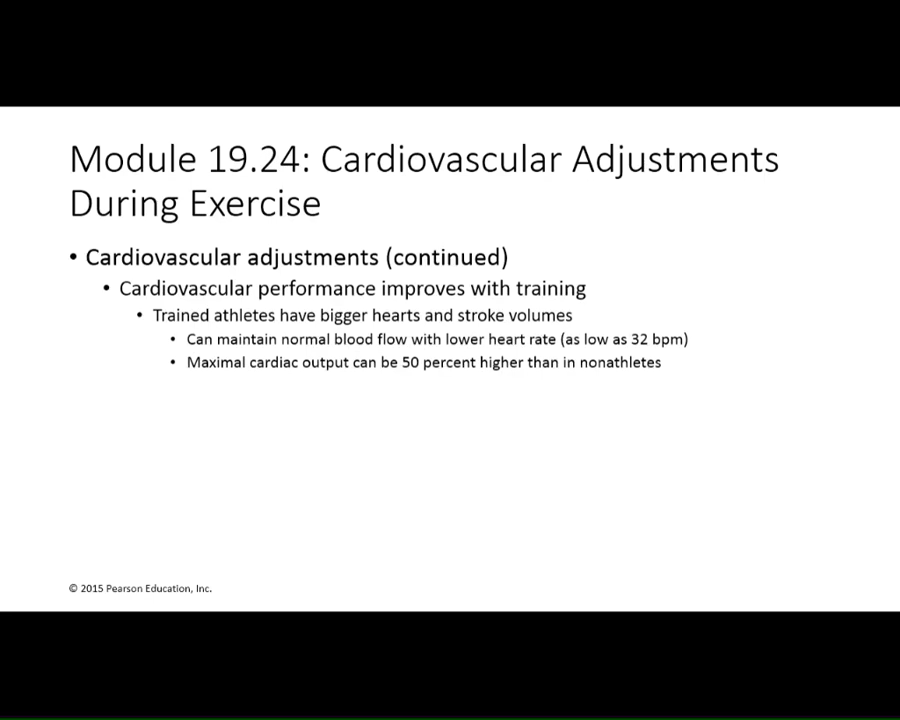 Module 19.24: Cardiovascular Adjustments
During Exercise
• Cardiovascular adjustments (continued)
• Cardiovascular performance improves with training
• Trained athletes have bigger hearts and stroke volumes
• Can maintain normal blood flow with lower heart rate (as low as 32 bpm)
• Maximal cardiac output can be 50 percent higher than in nonathletes
© 2015 Pearson Education, Inc.